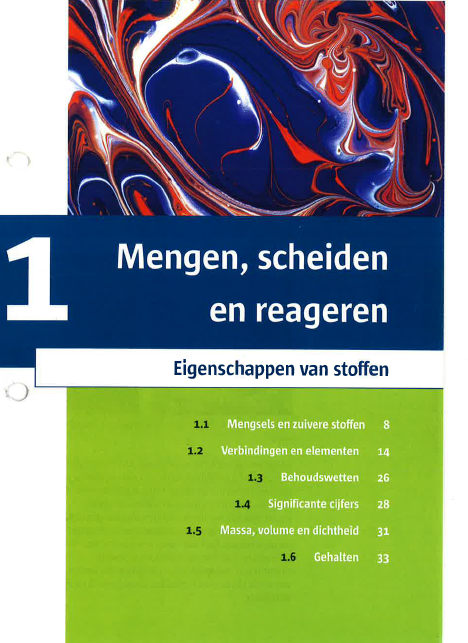 1
Mengen, scheiden
en reageren
Eigenschappen van stoffen
1.1 Mengsels en zuivere stoffen 8
1.2 Verbindingen en elementen 14
1.3 Behoudswetten 26
1.4 Significante cijfers 28
1.5 Massa, volume en dichtheid 31
1.6 Gehalten 33